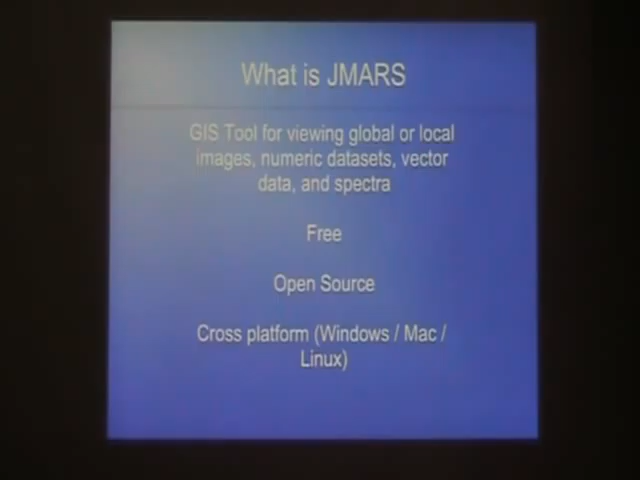 What is JMARS
GIS Tool for viewing global or local
images, numeric datasets, vector
data, and spectra
Free
Open Source
Cross platform (Windows / Mac /
Linux)